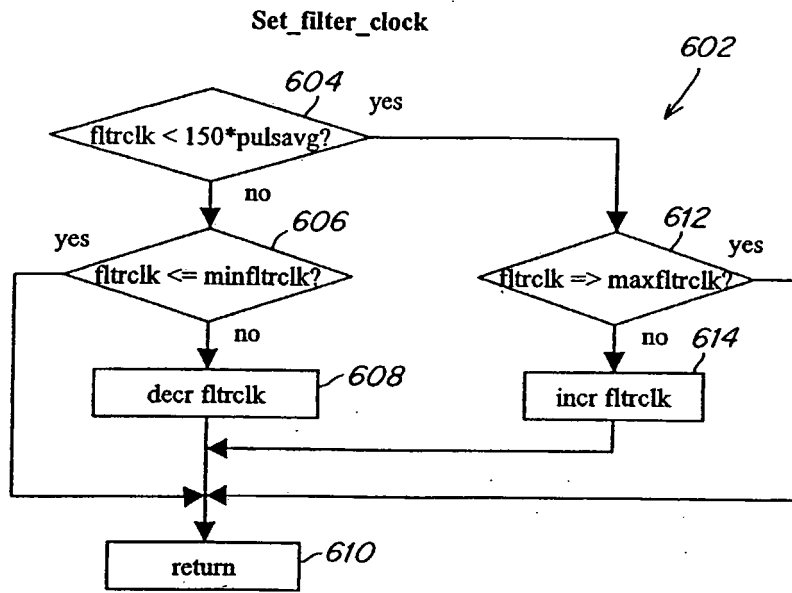 Set_filter_clock
602
604
yes
fltrclk < 150*pulsavg?
no
606
612
yes
yes
fltrclk <= minfltrclk?
fltrclk => maxfltrclk?
no
no
614
608
decr fltrclk
incr fltrclk
return
610